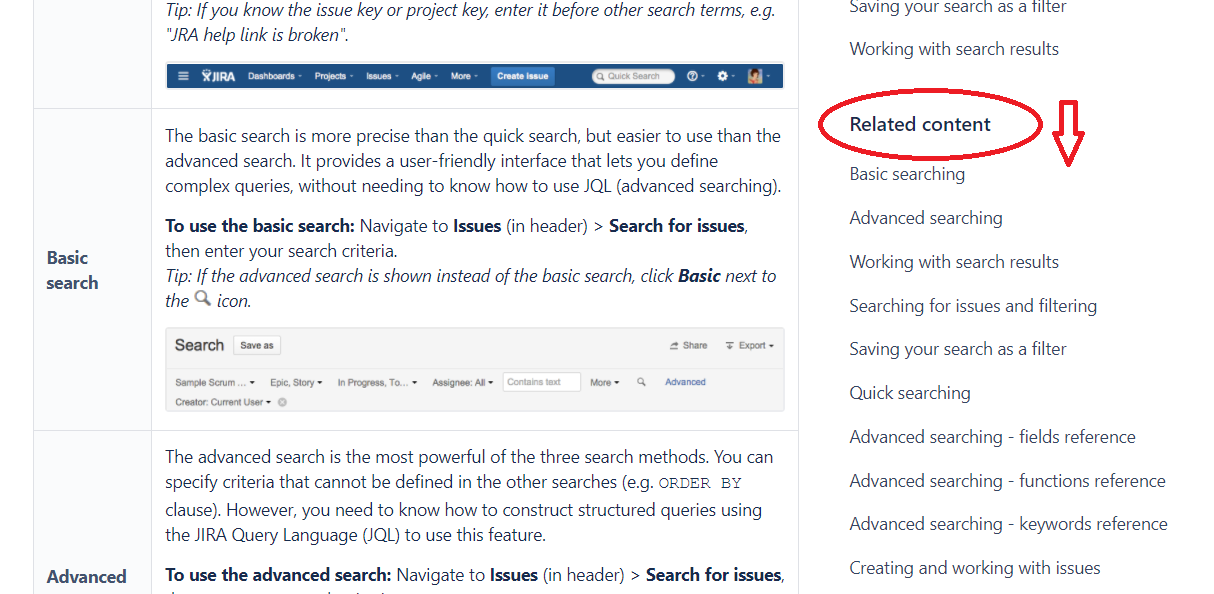 Tip: If you know the issue key or project key, enter it before other search terms, e.g.
"JRA help link is broken".
JIRA Dashboards Projects Issues Agile More Create issue Quick Search
Basic
search
The basic search is more precise than the quick search, but easier to use than the
advanced search. It provides a user-friendly interface that lets you define
complex queries, without needing to know how to use JQL (advanced searching).
To use the basic search: Navigate to Issues (in header) > Search for issues,
then enter your search criteria.
Tip: If the advanced search is shown instead of the basic search, click Basic next to
the icon.
Search Save as Share Export
Sample Scrum ... Epic, Story In Progress, To... Assignee: All Contains text More Advanced
Creator: Current User
Advanced
The advanced search is the most powerful of the three search methods. You can
specify criteria that cannot be defined in the other searches (e.g. ORDER BY
clause). However, you need to know how to construct structured queries using
the JIRA Query Language (JQL) to use this feature.
To use the advanced search: Navigate to Issues (in header) > Search for issues,
Saving your search as a filter
Working with search results
Related content
Basic searching
Advanced searching
Working with search results
Searching for issues and filtering
Saving your search as a filter
Quick searching
Advanced searching - fields reference
Advanced searching - functions reference
Advanced searching - keywords reference
Creating and working with issues